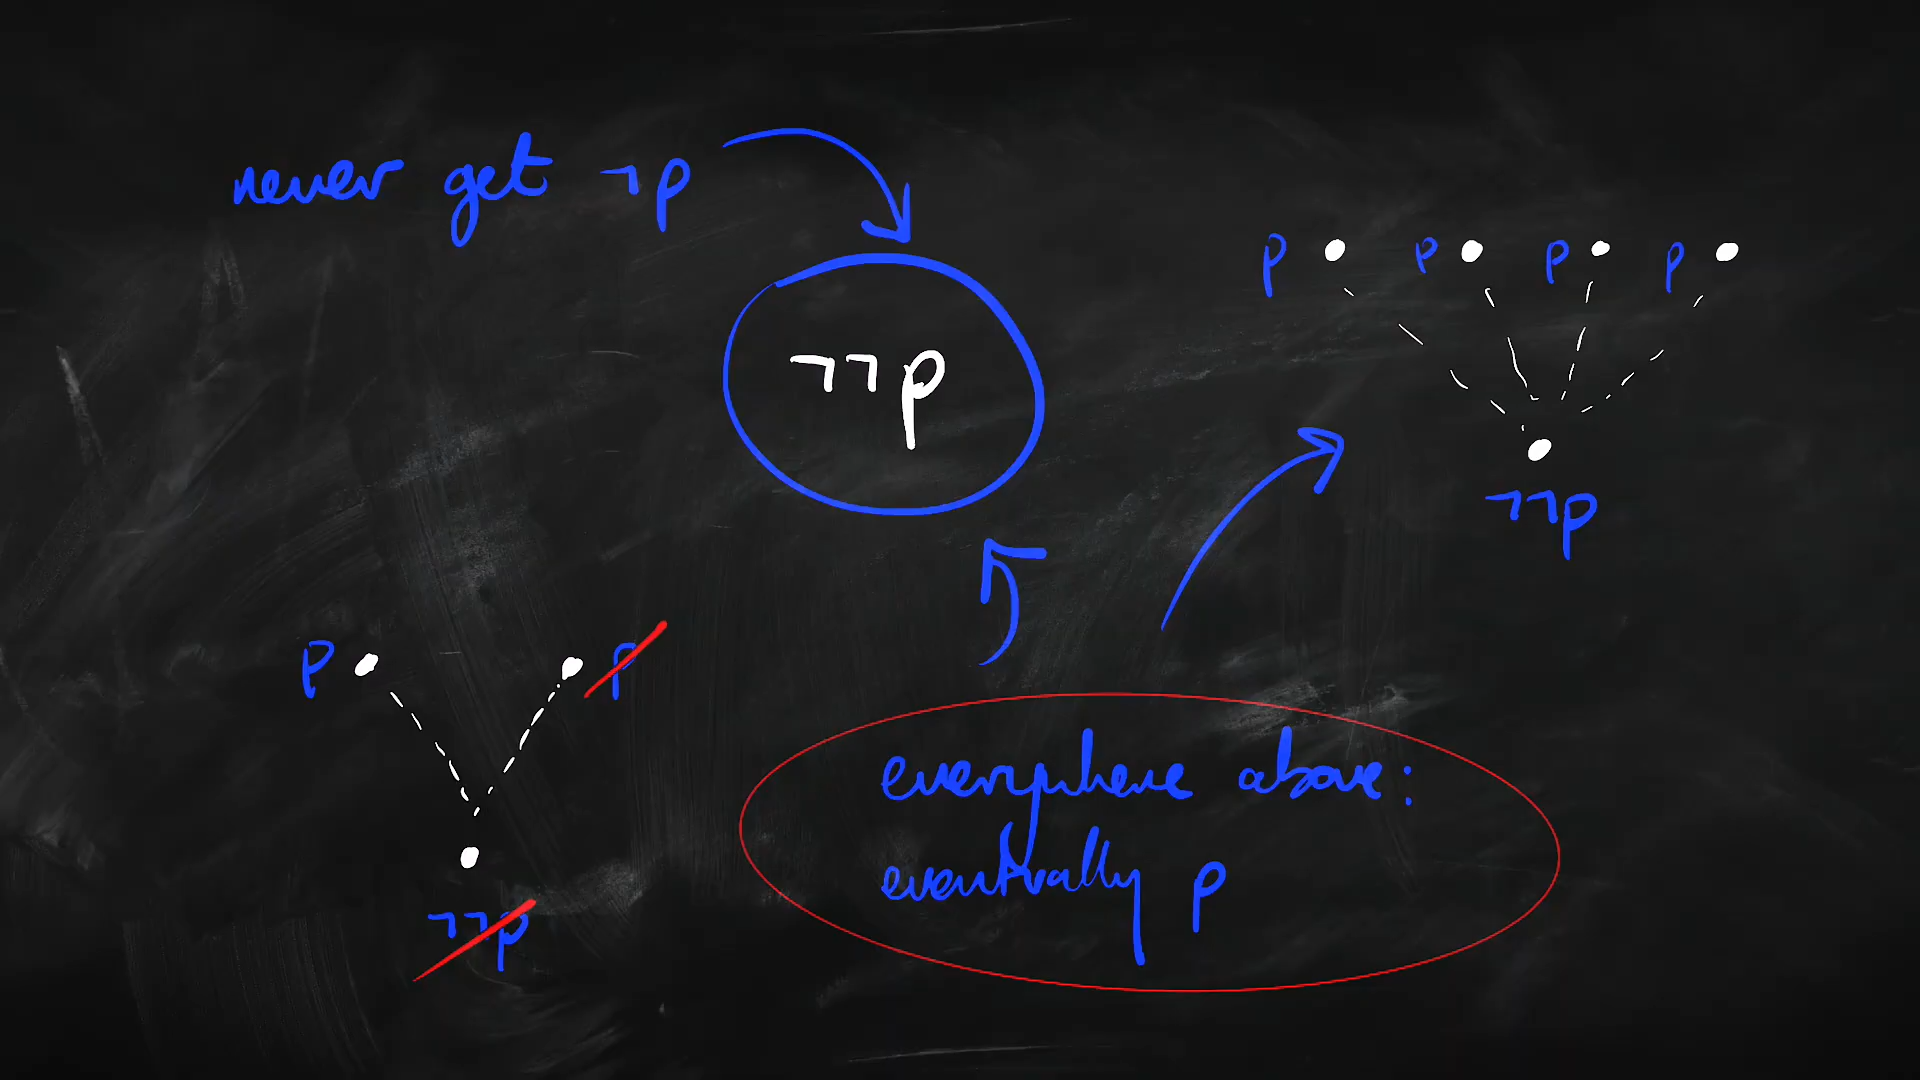 never get ¬p
¬¬p
p p p p
¬¬p
p p
¬¬p
everywhere above:
eventually p